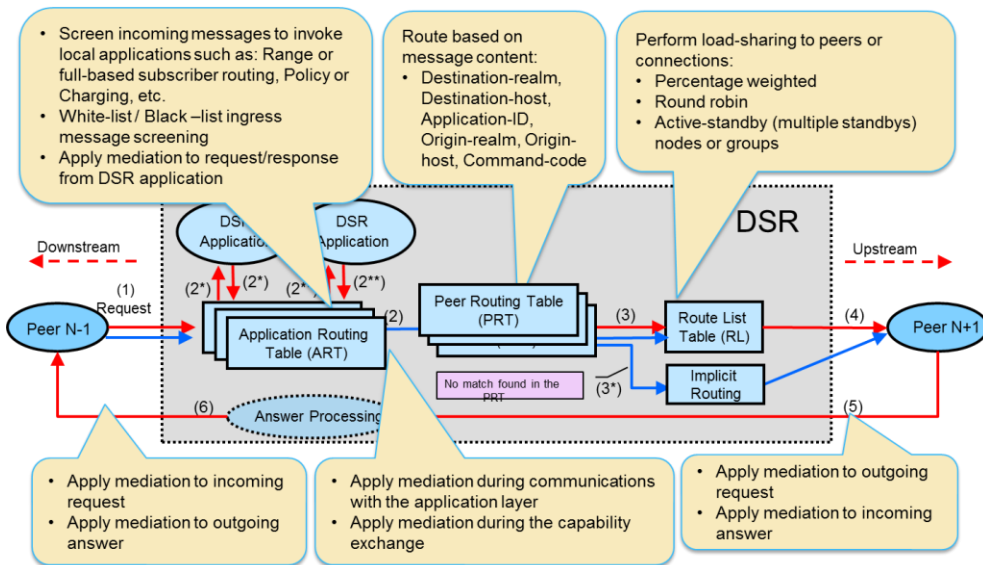 • Screen incoming messages to invoke
local applications such as: Range or
full-based subscriber routing, Policy or
Charging, etc.
• White-list / Black –list ingress
message screening
• Apply mediation to request/response
from DSR application
Route based on
message content:
• Destination-realm,
Destination-host,
Application-ID,
Origin-realm, Origin-
host, Command-code
Perform load-sharing to peers or
connections:
• Percentage weighted
• Round robin
• Active-standby (multiple standbys)
nodes or groups
DSR
DSR
Application
DSR
Application
Downstream
Upstream
(2*)
(2*)
(2**)
(1)
Request
Peer N-1
Application Routing
Table (ART)
(2)
Peer Routing Table
(PRT)
(3)
Route List
Table (RL)
(4)
Peer N+1
No match found in the
PRT
(3*)
Implicit
Routing
(6)
Answer Processing
(5)
• Apply mediation to incoming
request
• Apply mediation to outgoing
answer
• Apply mediation during communications
with the application layer
• Apply mediation during the capability
exchange
• Apply mediation to outgoing
request
• Apply mediation to incoming
answer